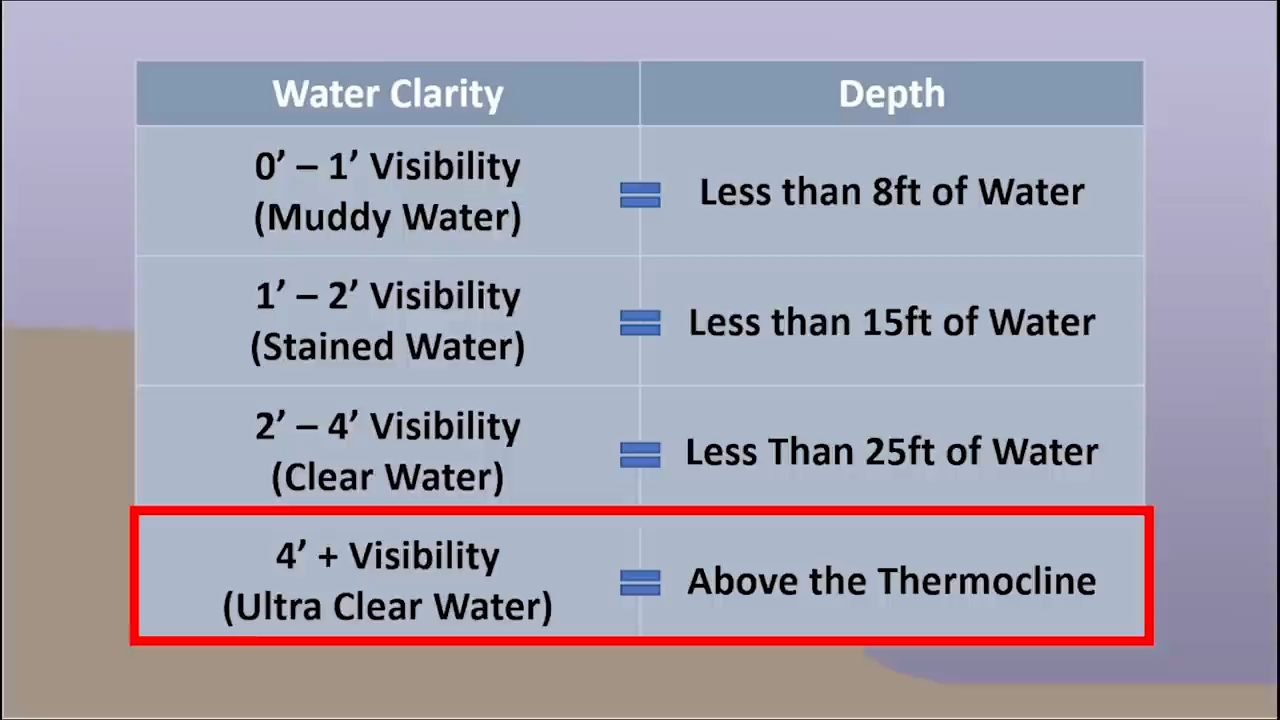 Water Clarity
Depth
0’ – 1’ Visibility
(Muddy Water)
Less than 8ft of Water
1’ – 2’ Visibility
(Stained Water)
Less than 15ft of Water
2’ – 4’ Visibility
(Clear Water)
Less Than 25ft of Water
4’ + Visibility
(Ultra Clear Water)
Above the Thermocline